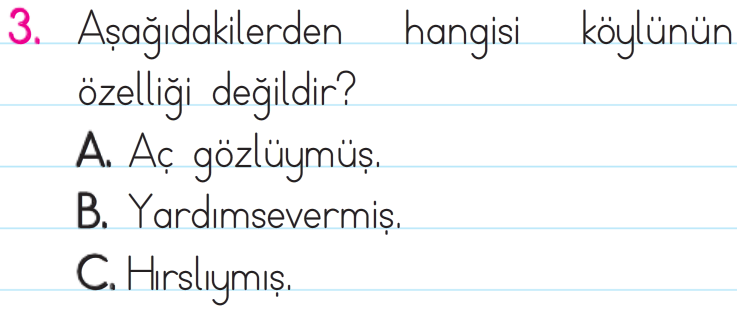 3. Aşağıdakilerden hangisi köylünün
özelliği değildir?
A. Aç gözlüymüş.
B. Yardımsevermiş.
C. Hırslıymış.